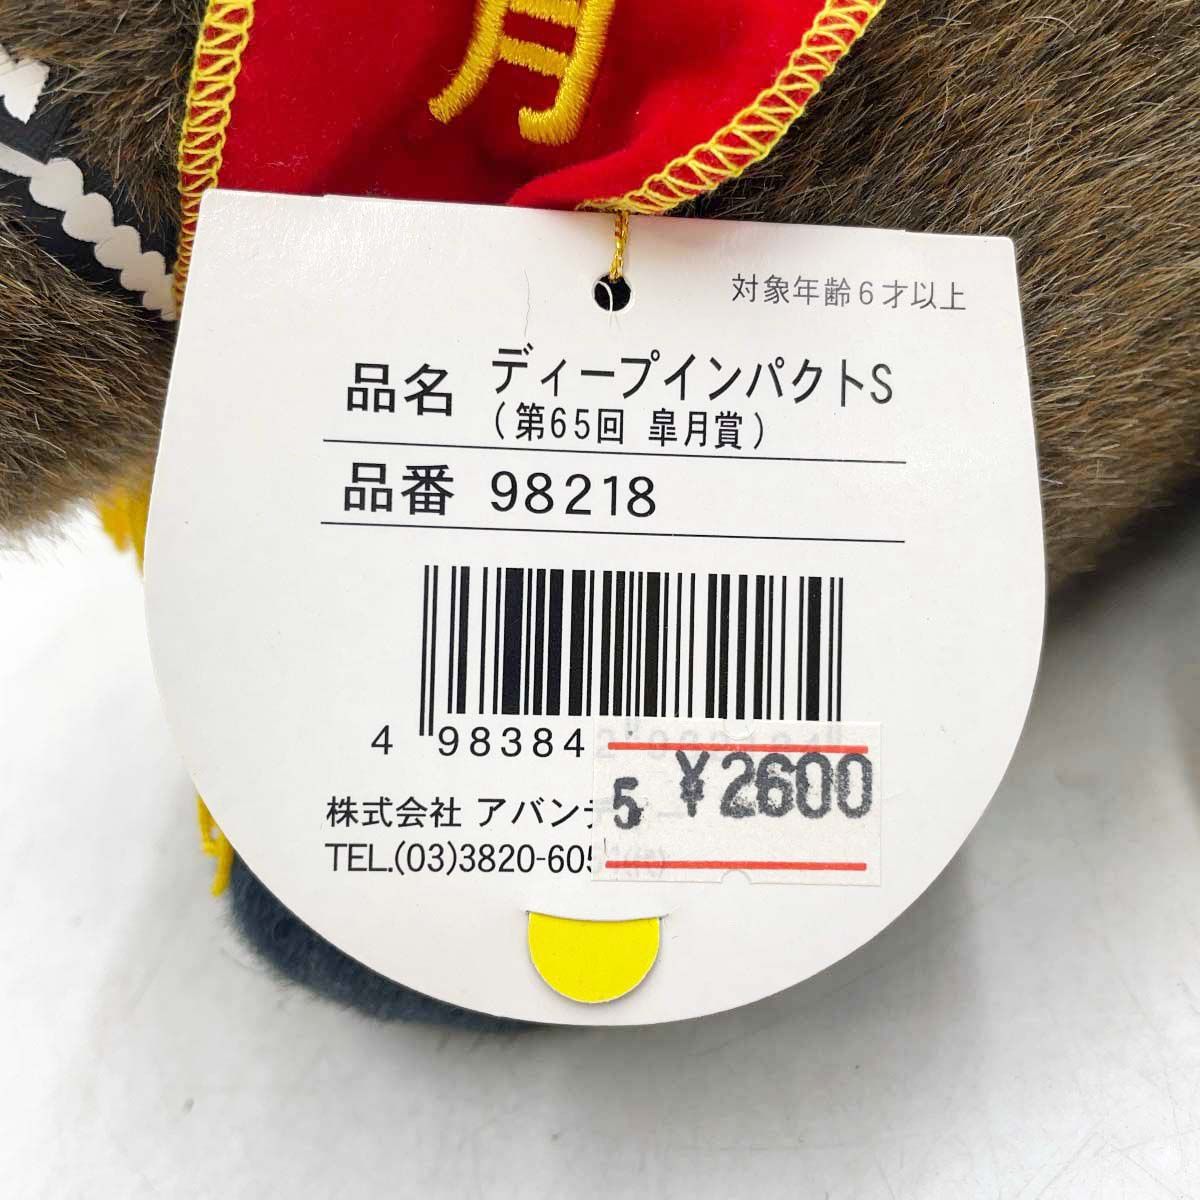 月
対象年齢6才以上
品名 ディープインパクトS
(第65回 皐月賞)
品番 98218
4 98384
5 ¥2600
株式会社 アバン
TEL.(03)3820-605